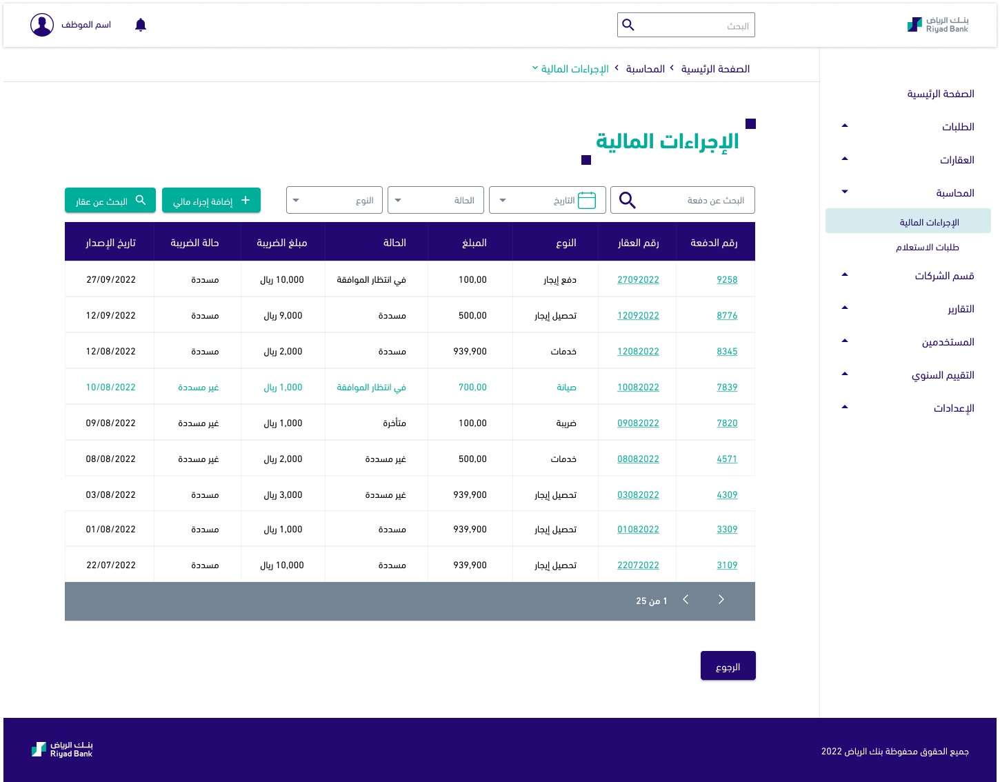 بنـك الرياض
Riyad Bank
البحث
اسم الموظف
الصفحة الرئيسية
الطلبات
العقارات
المحاسبة
الإجراءات المالية
طلبات الاستعلام
قسم الشركات
التقارير
المستخدمين
التقييم السنوي
الإعدادات
الصفحة الرئيسية المحاسبة الإجراءات المالية
الإجراءات المالية
البحث عن دفعة التاريخ الحالة النوع إضافة إجراء مالي البحث عن عقار
رقم الدفعة رقم العقار النوع المبلغ الحالة مبلغ الضريبة حالة الضريبة تاريخ الإصدار
9258 27092022 دفع إيجار 100,00 في انتظار الموافقة 10,000 ريال مسددة 27/09/2022
8776 12092022 تحصيل إيجار 500,00 مسددة 9,000 ريال مسددة 12/09/2022
8345 12082022 خدمات 939,900 مسددة 2,000 ريال مسددة 12/08/2022
7839 10082022 صيانة 700,00 في انتظار الموافقة 1,000 ريال غير مسددة 10/08/2022
7820 09082022 ضريبة 100,00 متأخرة 1,000 ريال غير مسددة 09/08/2022
4571 08082022 خدمات 500,00 غير مسددة 2,000 ريال غير مسددة 08/08/2022
4309 03082022 تحصيل إيجار 939,900 غير مسددة 3,000 ريال مسددة 03/08/2022
3309 01082022 تحصيل إيجار 939,900 مسددة 1,000 ريال مسددة 01/08/2022
3109 22072022 تحصيل إيجار 939,900 مسددة 10,000 ريال مسددة 22/07/2022
1 من 25
الرجوع
جميع الحقوق محفوظة بنك الرياض 2022
بنـك الرياض
Riyad Bank